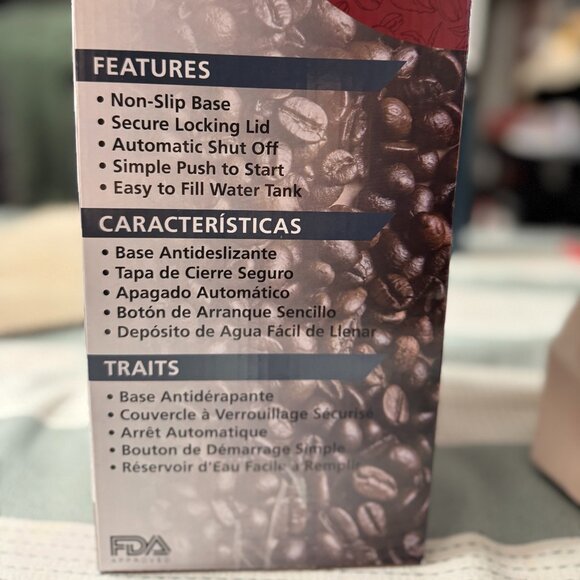 FEATURES
• Non-Slip Base
• Secure Locking Lid
• Automatic Shut Off
• Simple Push to Start
• Easy to Fill Water Tank
CARACTERÍSTICAS
• Base Antideslizante
• Tapa de Cierre Seguro
• Apagado Automático
• Botón de Arranque Sencillo
• Depósito de Agua Fácil de Llenar
TRAITS
• Base Antidérapante
• Couvercle à Verrouillage Sécurisé
• Arrêt Automatique
• Bouton de Démarrage Simple
• Réservoir d'Eau Facile à Remplir
FDA
APPROVED